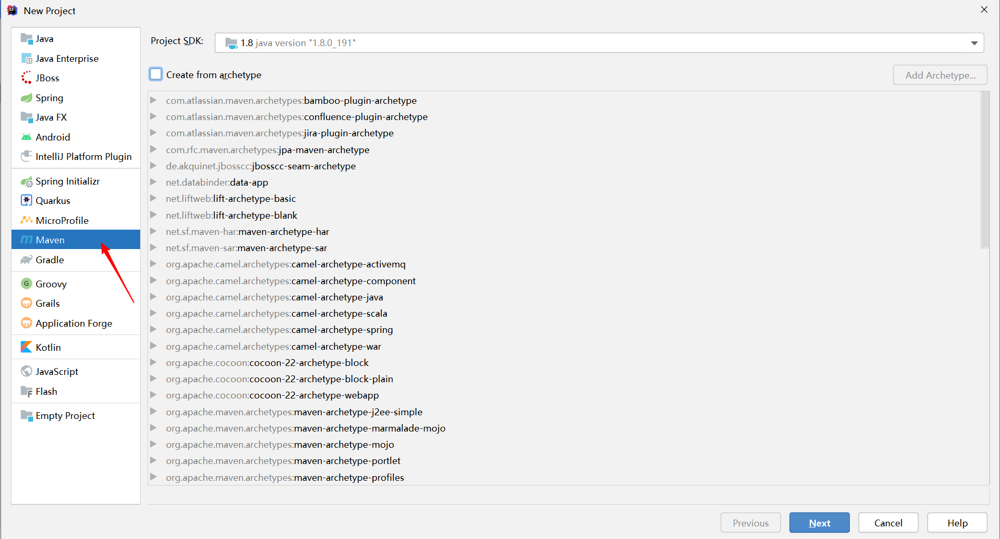 New Project
Java
Java Enterprise
JBoss
Spring
Java FX
Android
IntelliJ Platform Plugin
Spring Initializr
Quarkus
MicroProfile
Maven
Gradle
Groovy
Grails
Application Forge
Kotlin
JavaScript
Flash
Empty Project
Project SDK: 1.8 java version "1.8.0_191"
Create from archetype Add Archetype...
com.atlassian.maven.archetypes:bamboo-plugin-archetype
com.atlassian.maven.archetypes:confluence-plugin-archetype
com.atlassian.maven.archetypes:jira-plugin-archetype
com.rfc.maven.archetypes:jpa-maven-archetype
de.akquinet.jbosscc:jbosscc-seam-archetype
net.databinder:data-app
net.liftweb:lift-archetype-basic
net.liftweb:lift-archetype-blank
net.sf.maven-har:maven-archetype-har
net.sf.maven-sar:maven-archetype-sar
org.apache.camel.archetypes:camel-archetype-activemq
org.apache.camel.archetypes:camel-archetype-component
org.apache.camel.archetypes:camel-archetype-java
org.apache.camel.archetypes:camel-archetype-scala
org.apache.camel.archetypes:camel-archetype-spring
org.apache.camel.archetypes:camel-archetype-war
org.apache.cocoon:cocoon-22-archetype-block
org.apache.cocoon:cocoon-22-archetype-block-plain
org.apache.cocoon:cocoon-22-archetype-webapp
org.apache.maven.archetypes:maven-archetype-j2ee-simple
org.apache.maven.archetypes:maven-archetype-marmalade-mojo
org.apache.maven.archetypes:maven-archetype-mojo
org.apache.maven.archetypes:maven-archetype-portlet
org.apache.maven.archetypes:maven-archetype-profiles
Previous Next Cancel Help